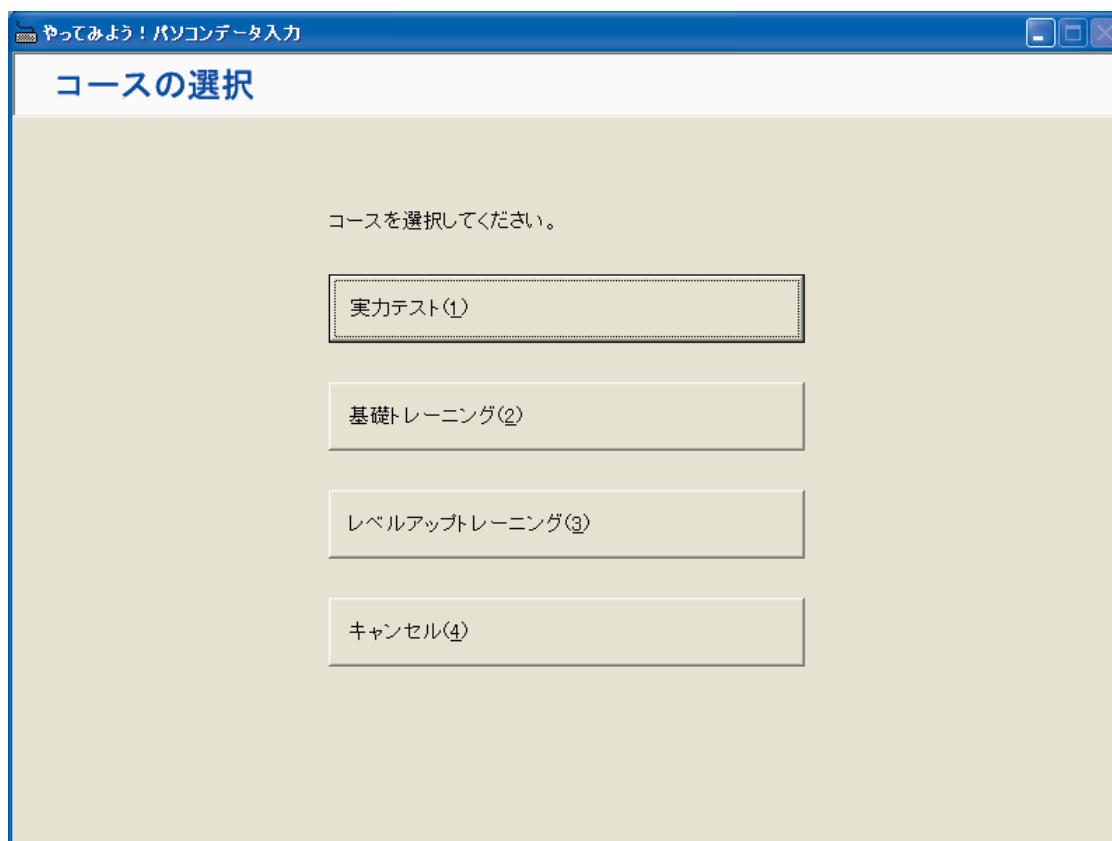 やってみよう！パソコンデータ入力
コースの選択
コースを選択してください。
実力テスト(1)
基礎トレーニング(2)
レベルアップトレーニング(3)
キャンセル(4)